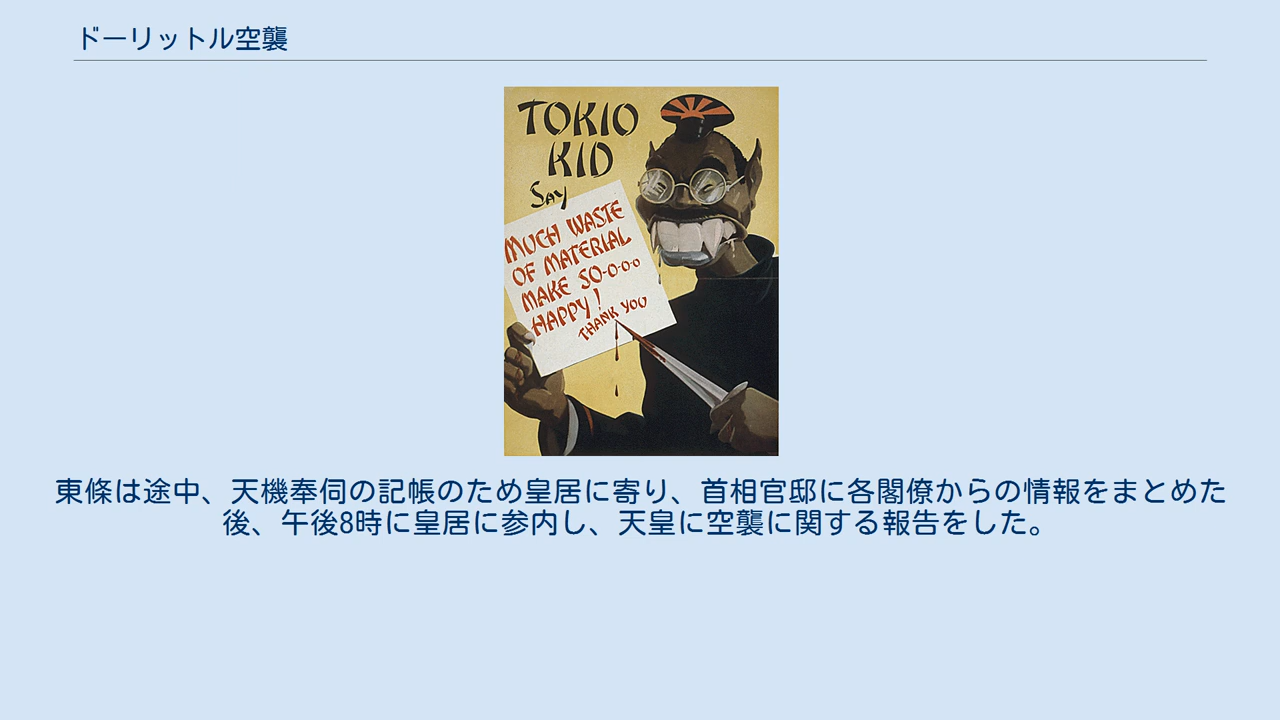 ドーリットル空襲
TOKIO
KID
Say
MUCH WASTE
OF MATERIAL
MAKE SO-O-O-O
HAPPY!
THANK YOU
東條は途中、天機奉伺の記帳のため皇居に寄り、首相官邸に各閣僚からの情報をまとめた
後、午後8時に皇居に参内し、天皇に空襲に関する報告をした。